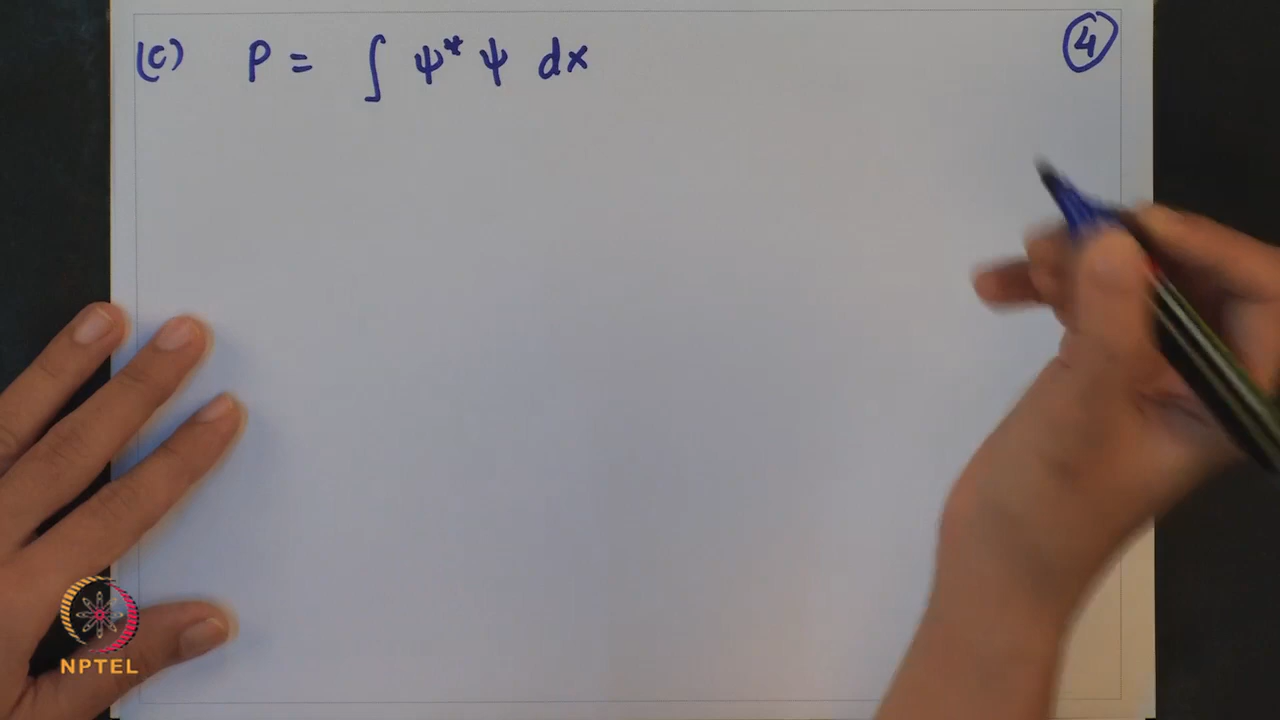 (c) P = ∫ ψ* ψ dx
4
NPTEL